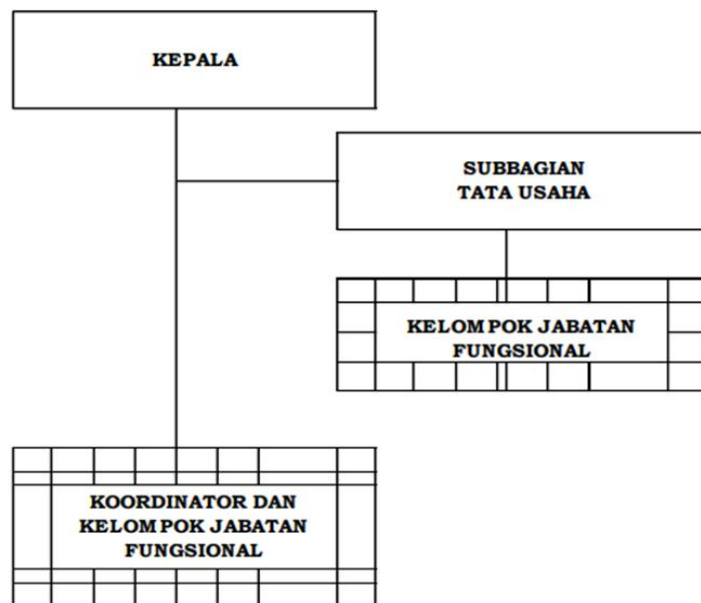 KEPALA
SUBBAGIAN
TATA USAHA
KELOM POK JABATAN
FUNGSIONAL
KOORDINATOR DAN
KELOM POK JABATAN
FUNGSIONAL